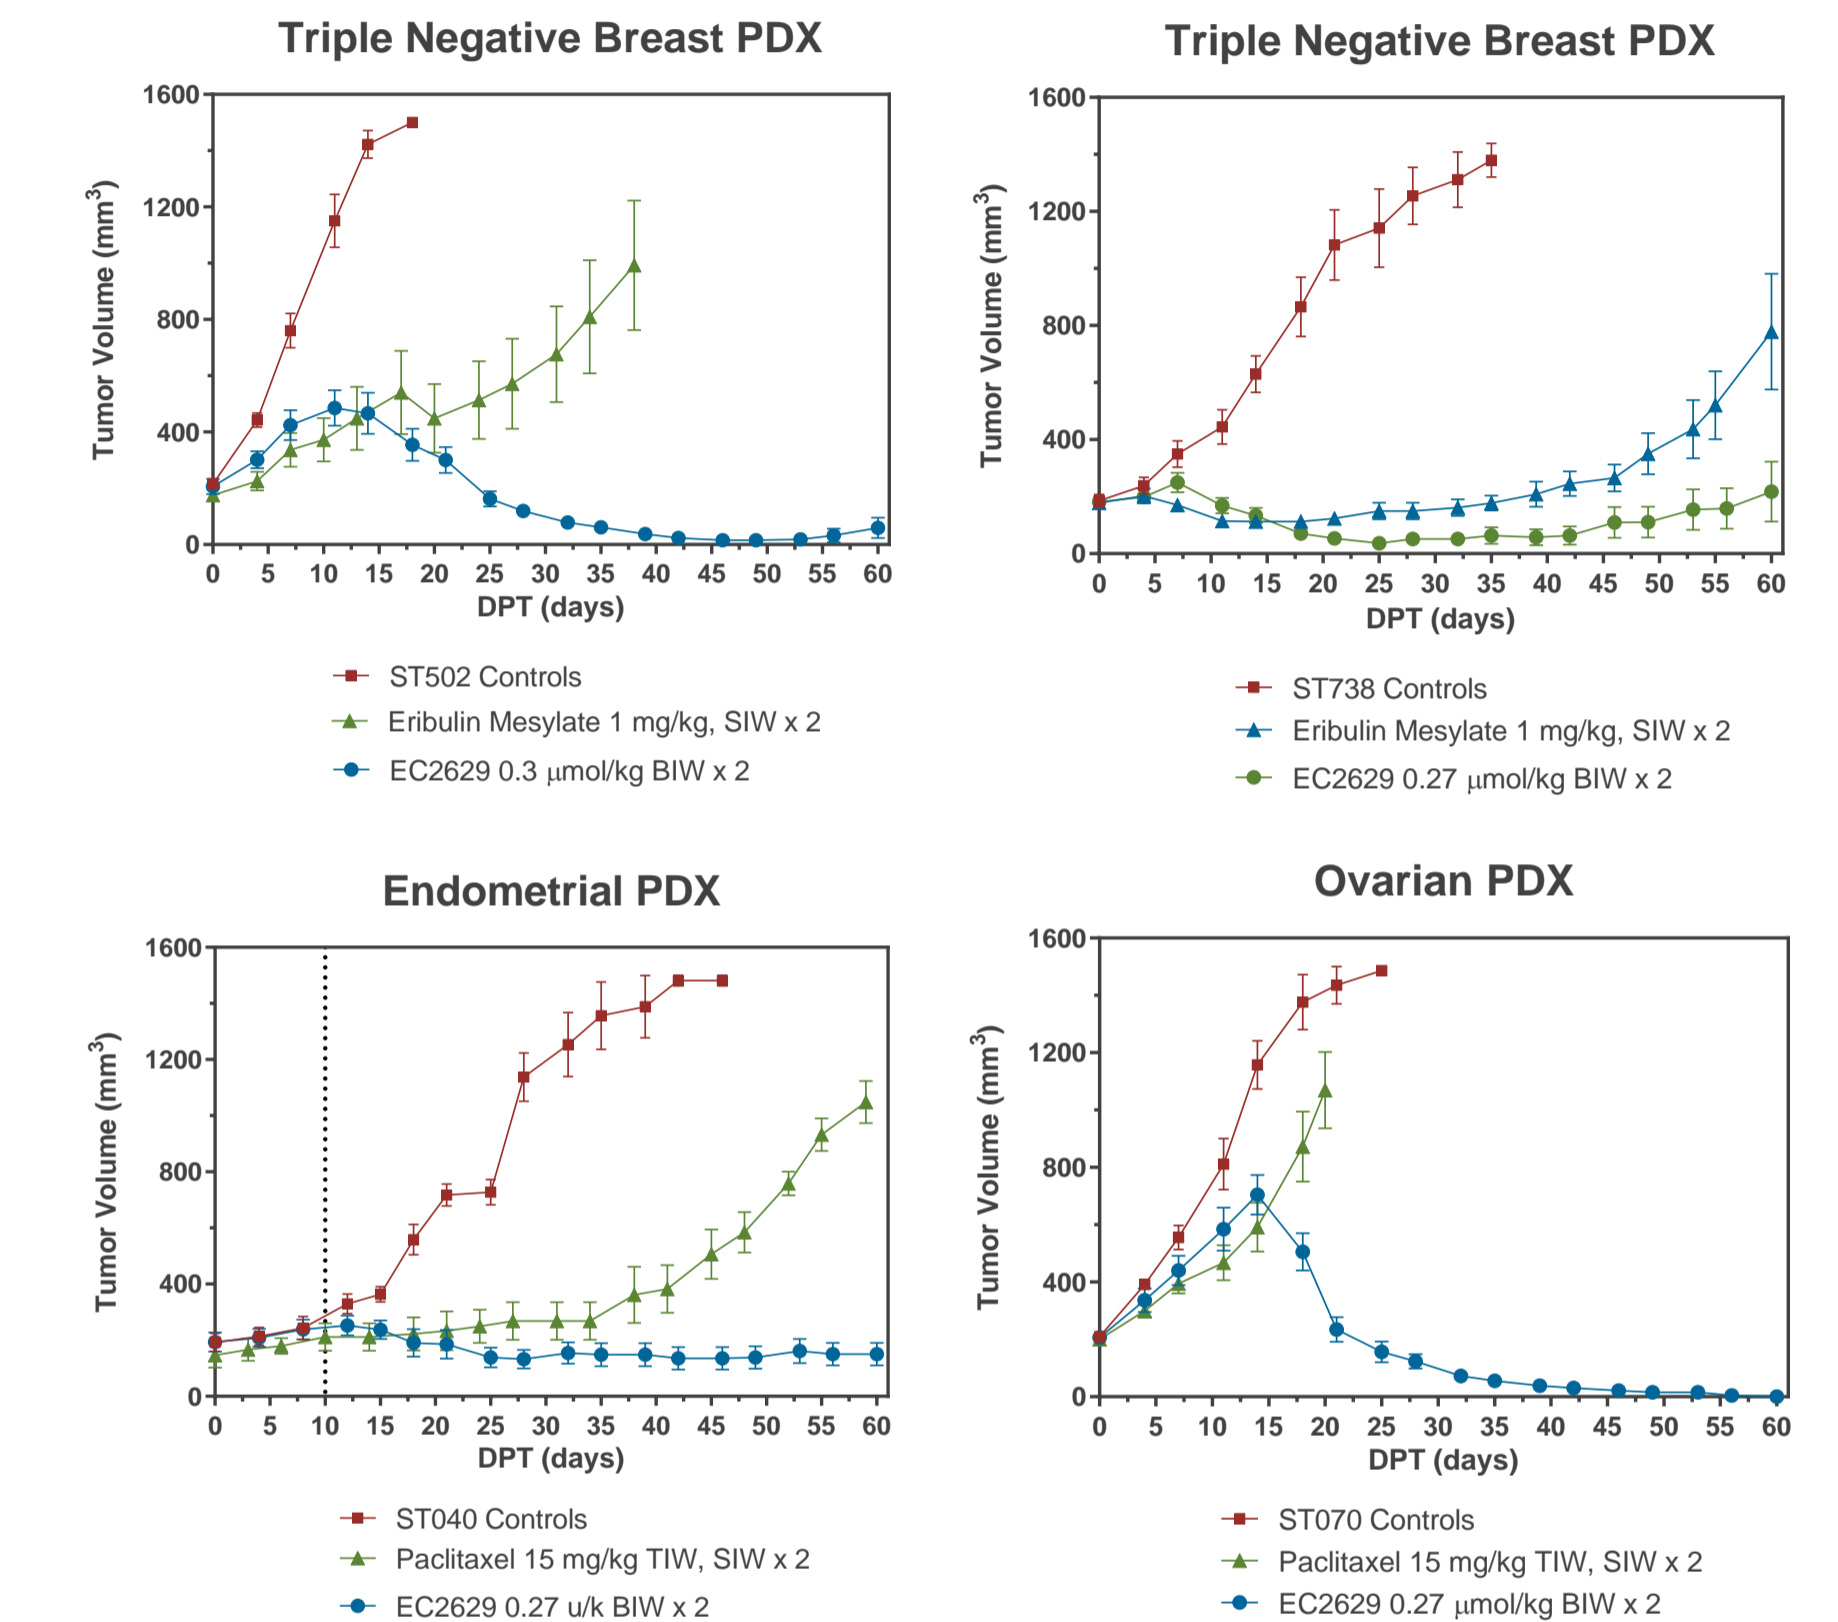 Triple Negative Breast PDX
1600
1200
800
400
0
Tumor Volume (mm³)
0 5 10 15 20 25 30 35 40 45 50 55 60
DPT (days)
ST502 Controls
Eribulin Mesylate 1 mg/kg, SIW x 2
EC2629 0.3 μmol/kg BIW x 2
Triple Negative Breast PDX
1600
1200
800
400
0
Tumor Volume (mm³)
0 5 10 15 20 25 30 35 40 45 50 55 60
DPT (days)
ST738 Controls
Eribulin Mesylate 1 mg/kg, SIW x 2
EC2629 0.27 μmol/kg BIW x 2
Endometrial PDX
1600
1200
800
400
0
Tumor Volume (mm³)
0 5 10 15 20 25 30 35 40 45 50 55 60
DPT (days)
ST040 Controls
Paclitaxel 15 mg/kg TIW, SIW x 2
EC2629 0.27 u/k BIW x 2
Ovarian PDX
1600
1200
800
400
0
Tumor Volume (mm³)
0 5 10 15 20 25 30 35 40 45 50 55 60
DPT (days)
ST070 Controls
Paclitaxel 15 mg/kg TIW, SIW x 2
EC2629 0.27 μmol/kg BIW x 2